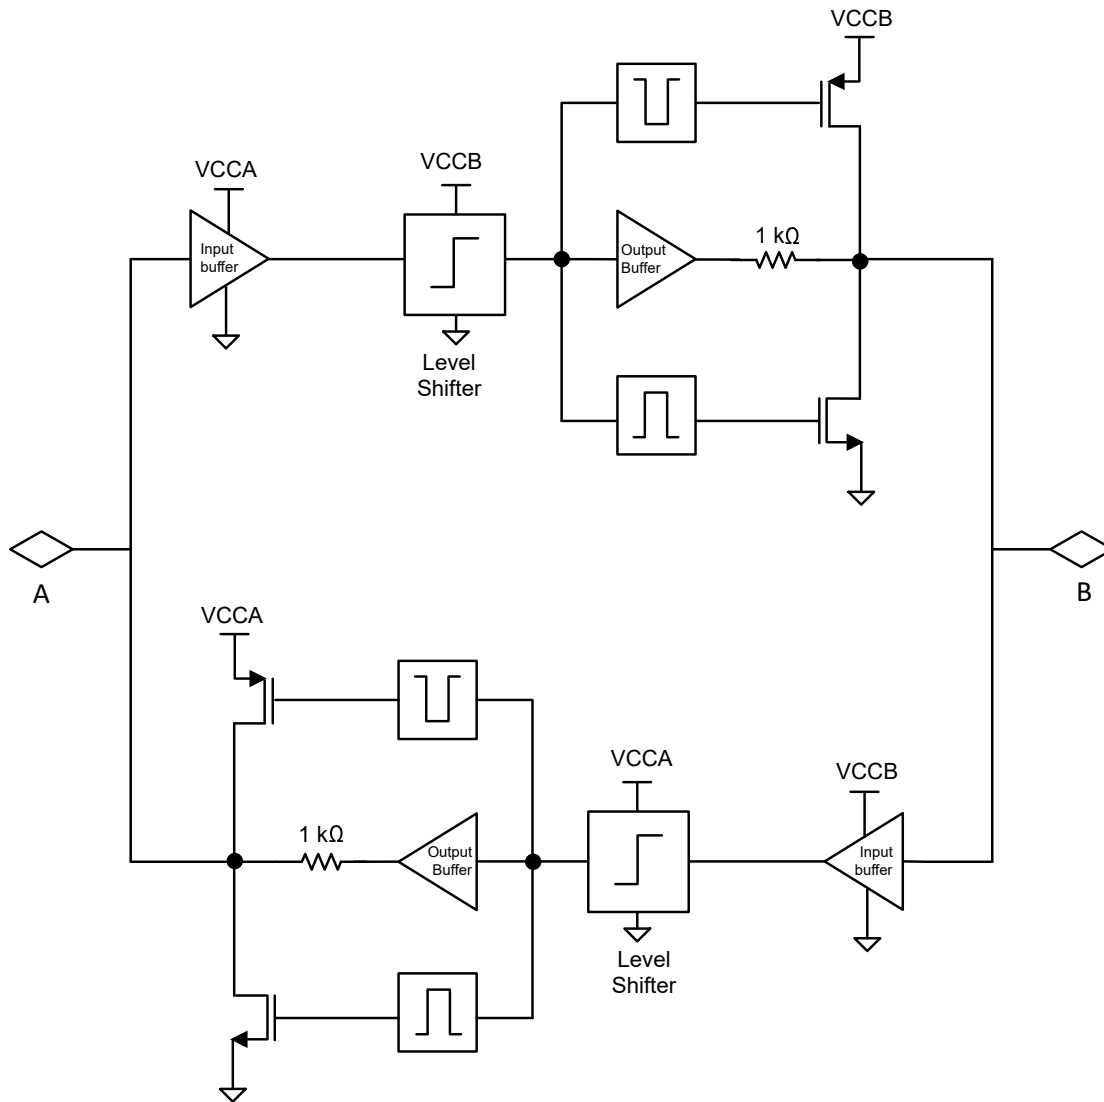 VCCB
VCCA
VCCB
Input
buffer
Output
Buffer
1 kΩ
Level
Shifter
A
B
VCCA
VCCA
VCCB
1 kΩ
Output
Buffer
Input
buffer
Level
Shifter